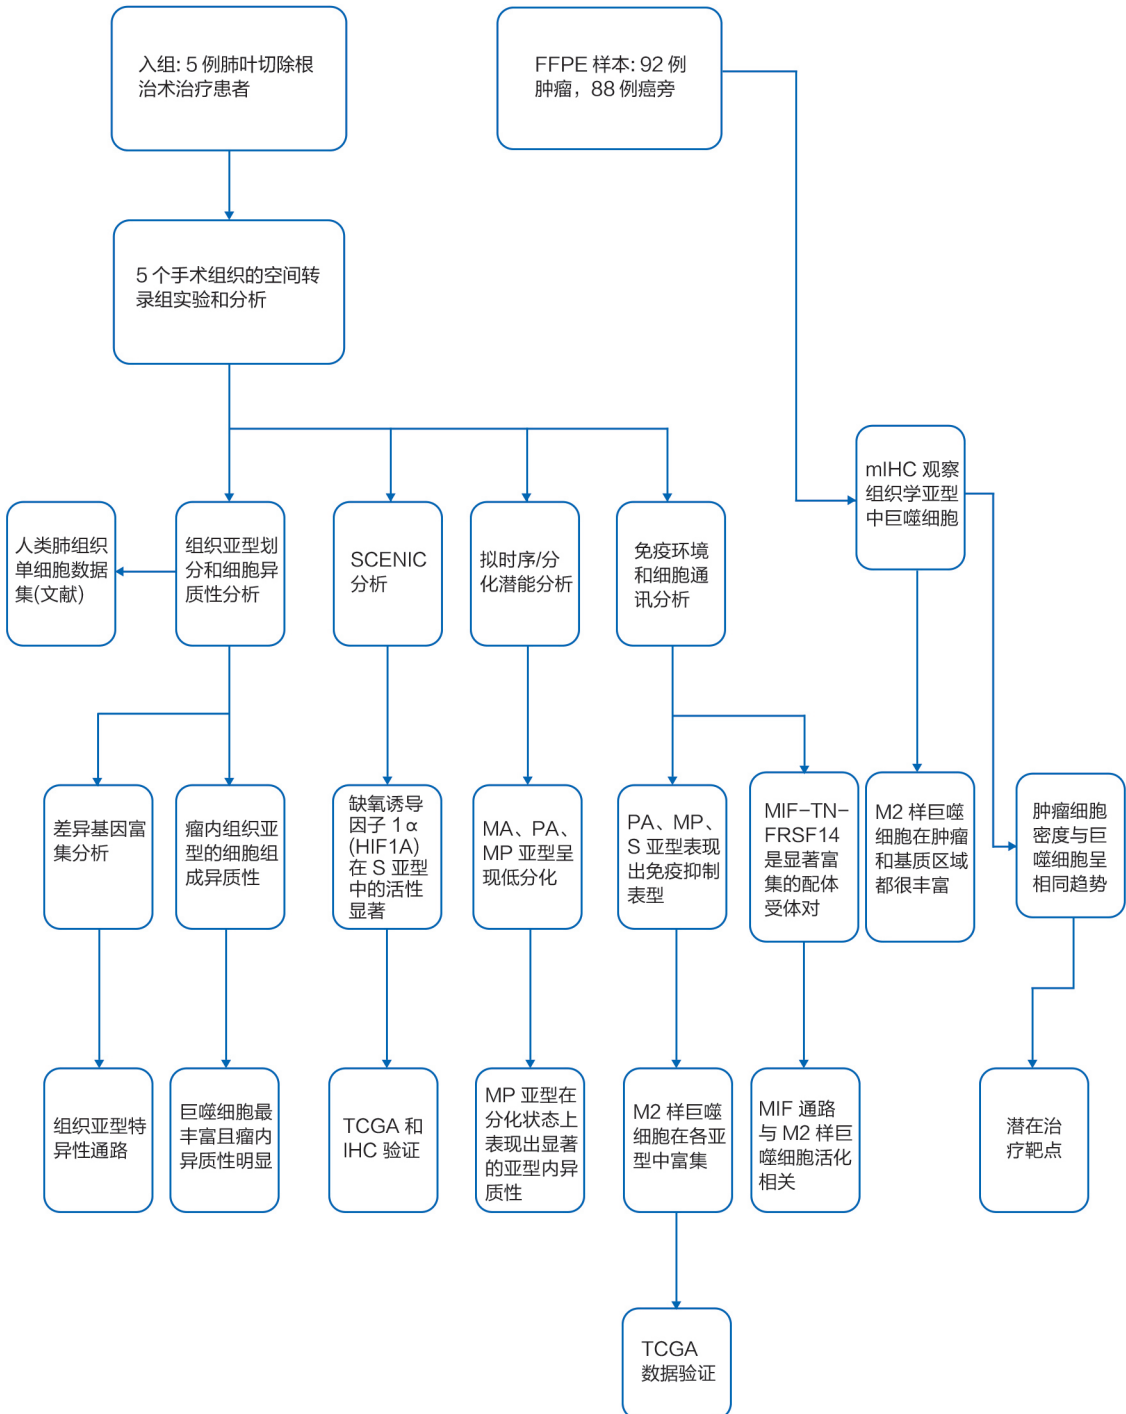 入组: 5 例肺叶切除根
治术治疗患者
FFPE 样本: 92 例
肿瘤，88 例癌旁
5 个手术组织的空间转
录组实验和分析
mIHC 观察
组织学亚型
中巨噬细胞
人类肺组织
单细胞数据
集(文献)
组织亚型划
分和细胞异
质性分析
SCENIC
分析
拟时序/分
化潜能分析
免疫环境
和细胞通
讯分析
差异基因富
集分析
瘤内组织亚
型的细胞组
成异质性
缺氧诱导
因子 1α
(HIF1A)
在 S 亚型
中的活性
显著
MA、PA、
MP 亚型呈
现低分化
PA、MP、
S 亚型表现
出免疫抑制
表型
MIF-TN-
FRSF14
是显著富
集的配体
受体对
M2 样巨噬
细胞在肿瘤
和基质区域
都很丰富
肿瘤细胞
密度与巨
噬细胞呈
相同趋势
组织亚型特
异性通路
巨噬细胞最
丰富且瘤内
异质性明显
TCGA 和
IHC 验证
MP 亚型在
分化状态上
表现出显著
的亚型内异
质性
M2 样巨噬
细胞在各亚
型中富集
MIF 通路
与 M2 样巨
噬细胞活化
相关
潜在治
疗靶点
TCGA
数据验证